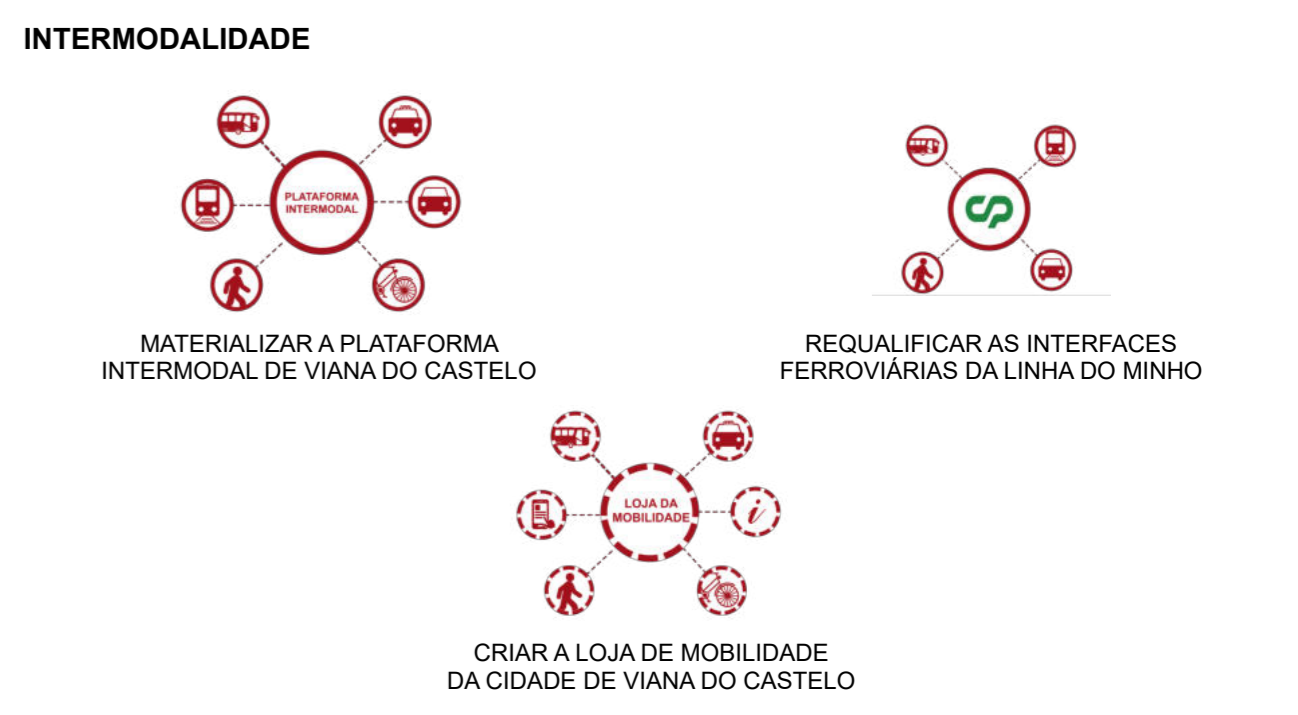 INTERMODALIDADE
PLATAFORMA
INTERMODAL
cp
MATERIALIZAR A PLATAFORMA
INTERMODAL DE VIANA DO CASTELO
REQUALIFICAR AS INTERFACES
FERROVIÁRIAS DA LINHA DO MINHO
LOJA DA
MOBILIDADE
i
CRIAR A LOJA DE MOBILIDADE
DA CIDADE DE VIANA DO CASTELO